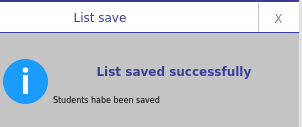 List save X
List saved successfully
Students habe been saved